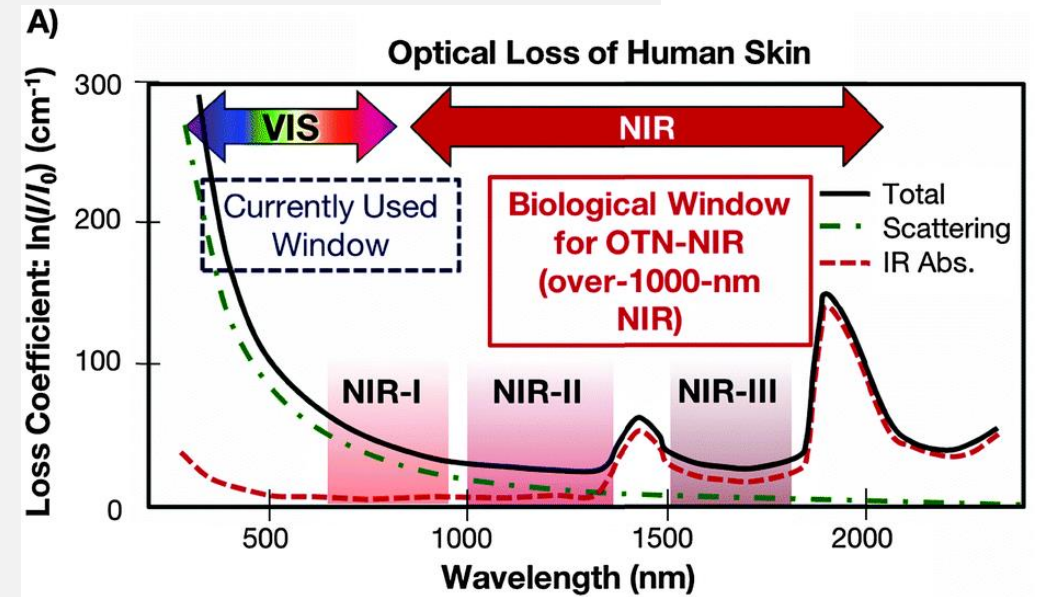 A)
Optical Loss of Human Skin
Loss Coefficient: ln(I/I₀) (cm⁻¹)
300
200
100
0
VIS
NIR
Currently Used
Window
Biological Window
for OTN-NIR
(over-1000-nm
NIR)
Total
Scattering
IR Abs.
NIR-I
NIR-II
NIR-III
500
1000
1500
2000
Wavelength (nm)